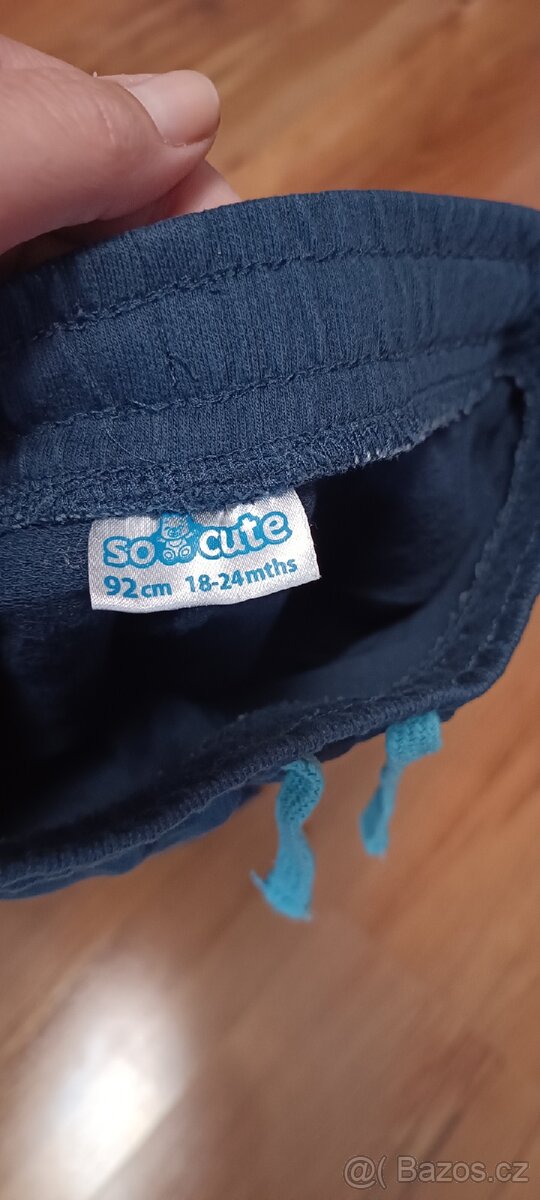 so cute
92cm 18-24mths
@( Bazos.cz